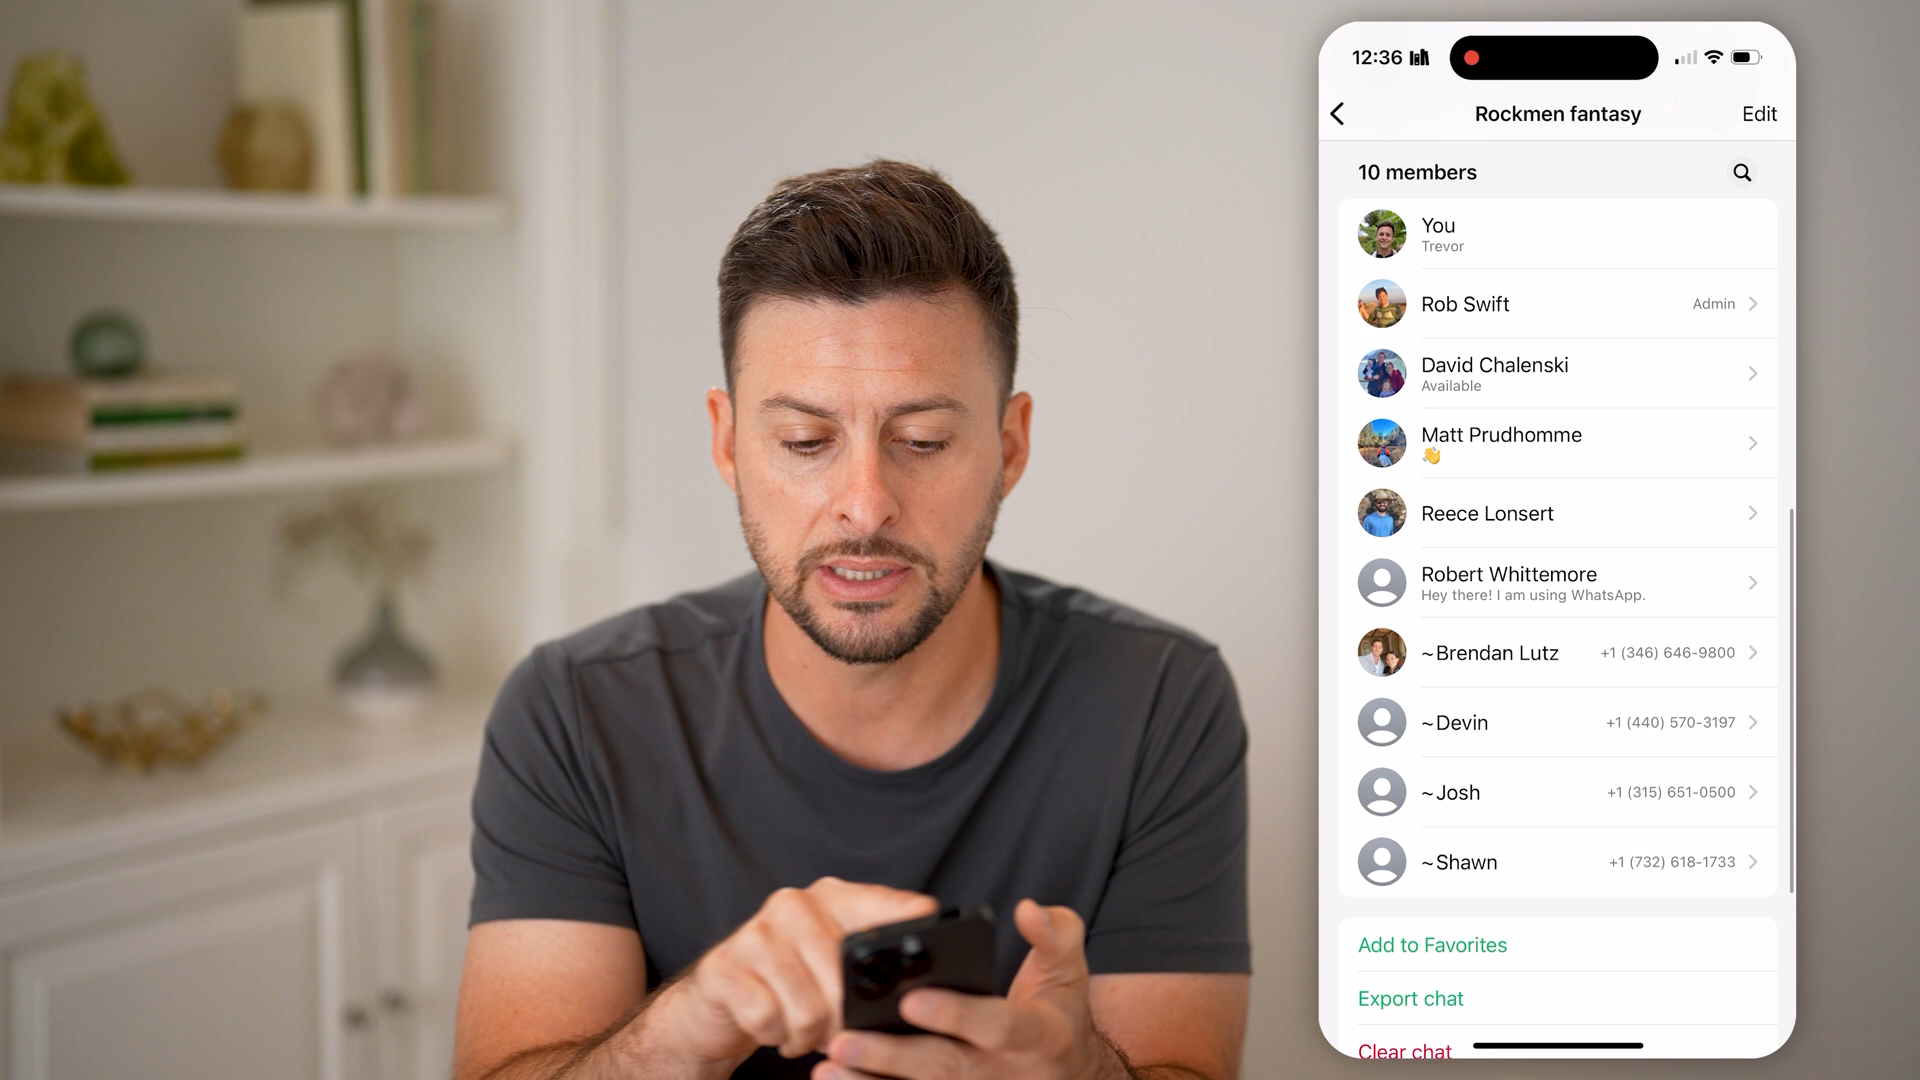 12:36
Rockmen fantasy
Edit
10 members
You
Trevor
Rob Swift
Admin
David Chalenski
Available
Matt Prudhomme
👋
Reece Lonsert
Robert Whittemore
Hey there! I am using WhatsApp.
~Brendan Lutz +1 (346) 646-9800
~Devin +1 (440) 570-3197
~Josh +1 (315) 651-0500
~Shawn +1 (732) 618-1733
Add to Favorites
Export chat
Clear chat